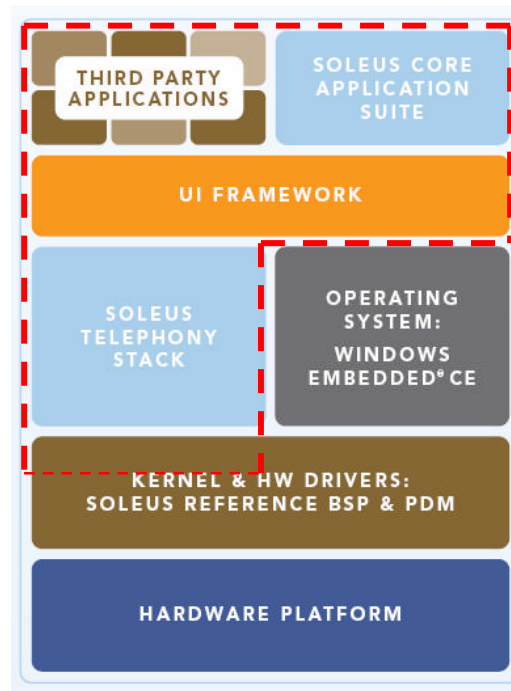 THIRD PARTY
APPLICATIONS
SOLEUS CORE
APPLICATION
SUITE
UI FRAMEWORK
SOLEUS
TELEPHONY
STACK
OPERATING
SYSTEM:
WINDOWS
EMBEDDED® CE
KERNEL & HW DRIVERS:
SOLEUS REFERENCE BSP & PDM
HARDWARE PLATFORM